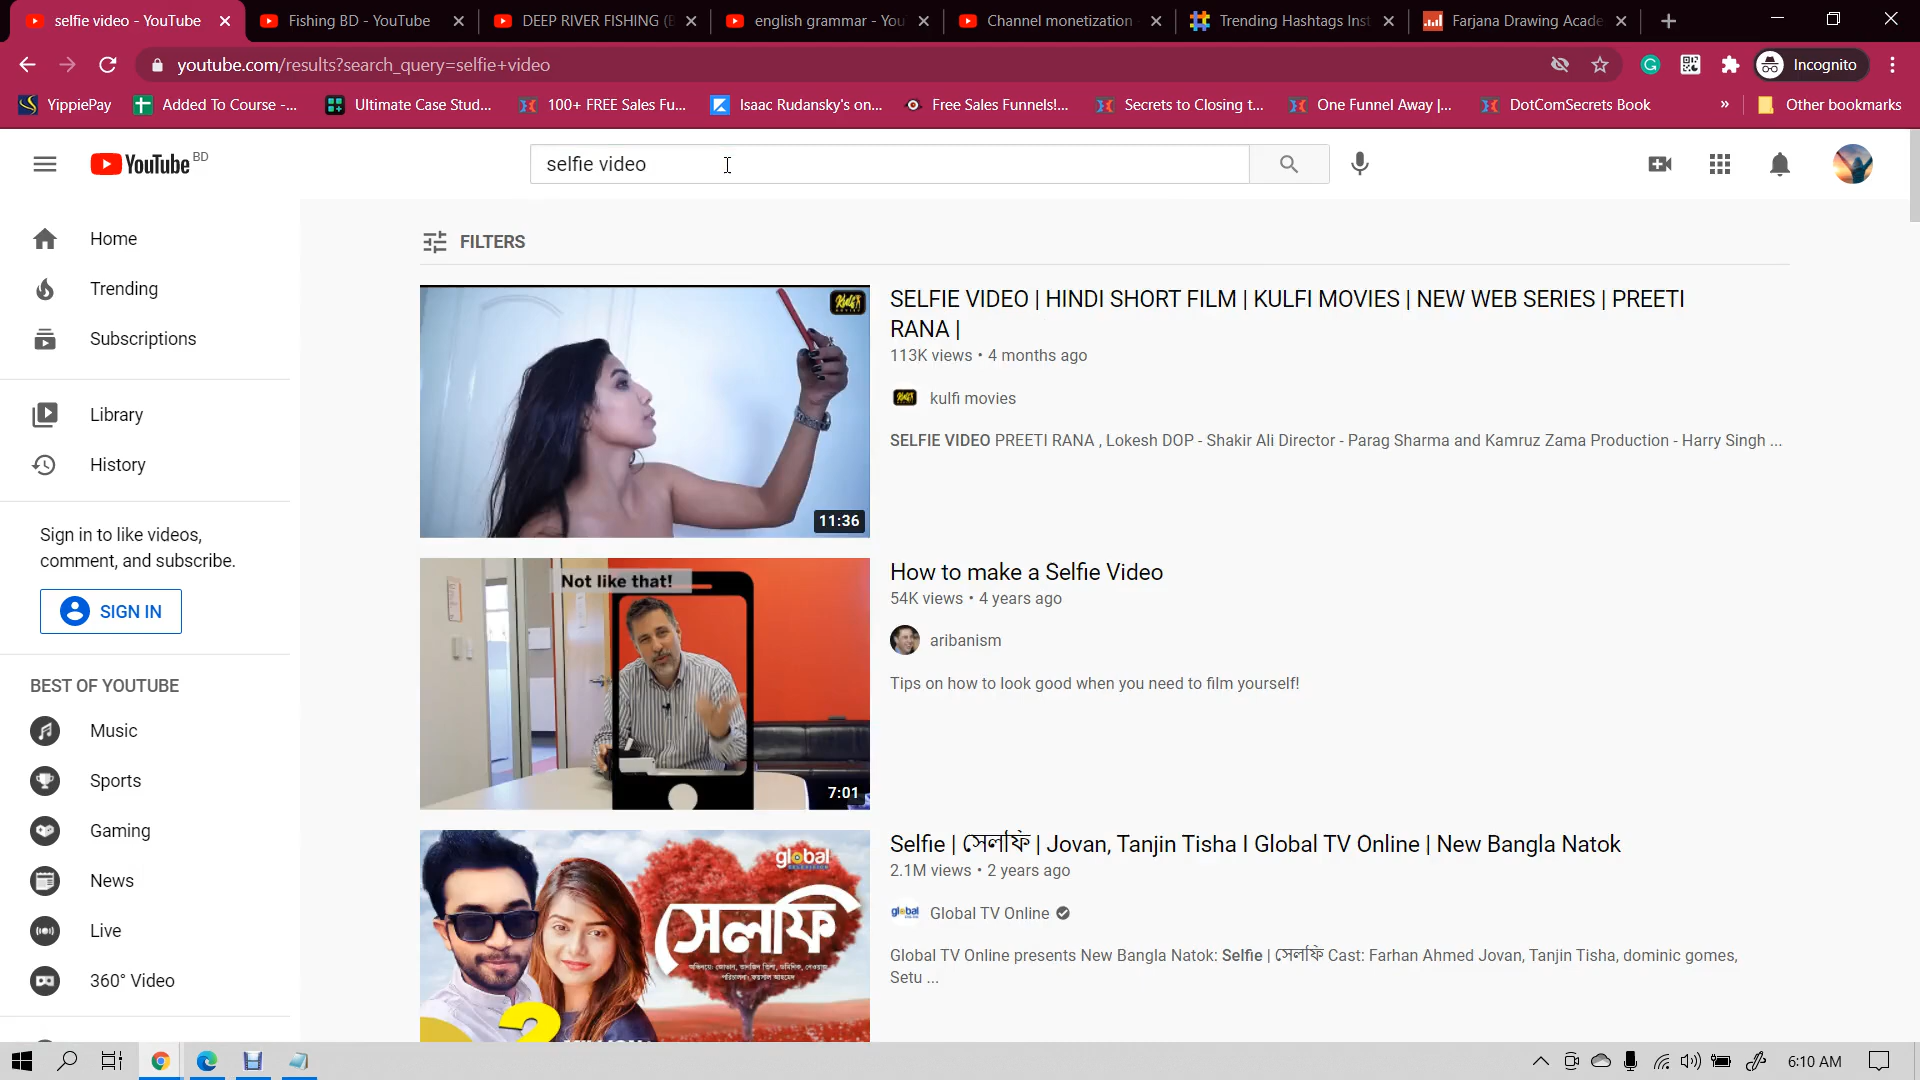 selfie video - YouTube
Fishing BD - YouTube
DEEP RIVER FISHING (B
english grammar - You
Channel monetization
Trending Hashtags Inst
Farjana Drawing Acade
youtube.com/results?search_query=selfie+video
Incognito
YippiePay
Added To Course -...
Ultimate Case Stud...
100+ FREE Sales Fu...
Isaac Rudansky's on...
Free Sales Funnels!...
Secrets to Closing t...
One Funnel Away |...
DotComSecrets Book
»
Other bookmarks
YouTube BD
selfie video
Home
Trending
Subscriptions
Library
History
Sign in to like videos,
comment, and subscribe.
SIGN IN
BEST OF YOUTUBE
Music
Sports
Gaming
News
Live
360° Video
FILTERS
11:36
SELFIE VIDEO | HINDI SHORT FILM | KULFI MOVIES | NEW WEB SERIES | PREETI
RANA |
113K views • 4 months ago
kulfi movies
SELFIE VIDEO PREETI RANA , Lokesh DOP - Shakir Ali Director - Parag Sharma and Kamruz Zama Production - Harry Singh ...
Not like that!
7:01
How to make a Selfie Video
54K views • 4 years ago
aribanism
Tips on how to look good when you need to film yourself!
global
সেলফি
2
Selfie | সেলফি | Jovan, Tanjin Tisha I Global TV Online | New Bangla Natok
2.1M views • 2 years ago
global
Global TV Online
Global TV Online presents New Bangla Natok: Selfie | সেলফি Cast: Farhan Ahmed Jovan, Tanjin Tisha, dominic gomes,
Setu ...
6:10 AM